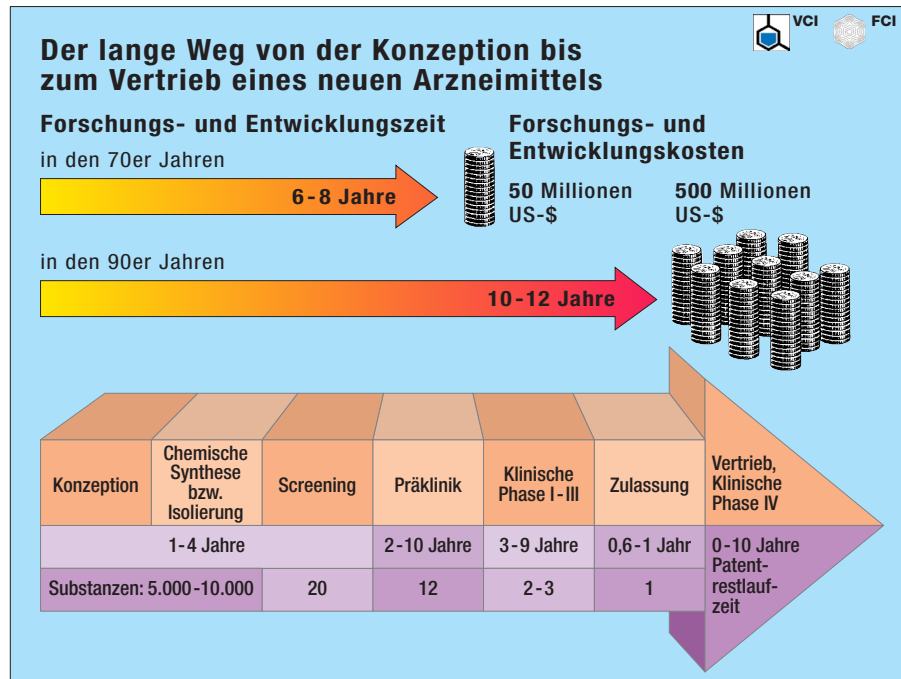 VCI
FCI
Der lange Weg von der Konzeption bis
zum Vertrieb eines neuen Arzneimittels
Forschungs- und Entwicklungszeit
in den 70er Jahren
6-8 Jahre
Forschungs- und
Entwicklungskosten
50 Millionen
US-$
500 Millionen
US-$
in den 90er Jahren
10-12 Jahre
Konzeption
Chemische
Synthese
bzw.
Isolierung
Screening
Präklinik
Klinische
Phase I-III
Zulassung
Vertrieb,
Klinische
Phase IV
1-4 Jahre
2-10 Jahre
3-9 Jahre
0,6-1 Jahr
0-10 Jahre
Patent-
restlauf-
zeit
Substanzen: 5.000-10.000
20
12
2-3
1